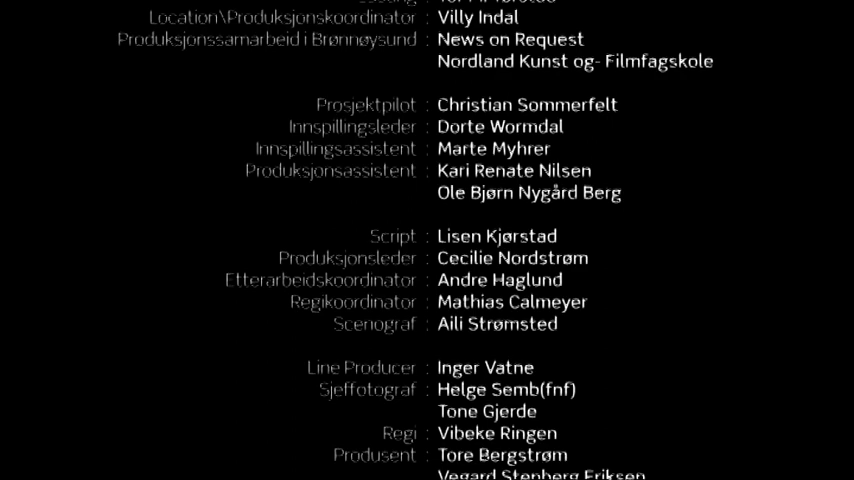 Location\Produksjonskoordinator : Villy Indal
Produksjonssamarbeid i Brønnøysund : News on Request
Nordland Kunst og- Filmfagskole
Prosjektpilot : Christian Sommerfelt
Innspillingsleder : Dorte Wormdal
Innspillingsassistent : Marte Myhrer
Produksjonsassistent : Kari Renate Nilsen
Ole Bjørn Nygård Berg
Script : Lisen Kjørstad
Produksjonsleder : Cecilie Nordstrøm
Etterarbeidskoordinator : Andre Haglund
Regikoordinator : Mathias Calmeyer
Scenograf : Aili Strømsted
Line Producer : Inger Vatne
Sjeffotograf : Helge Semb(fnf)
Tone Gjerde
Regi : Vibeke Ringen
Produsent : Tore Bergstrøm
Vegard Stenberg Eriksen